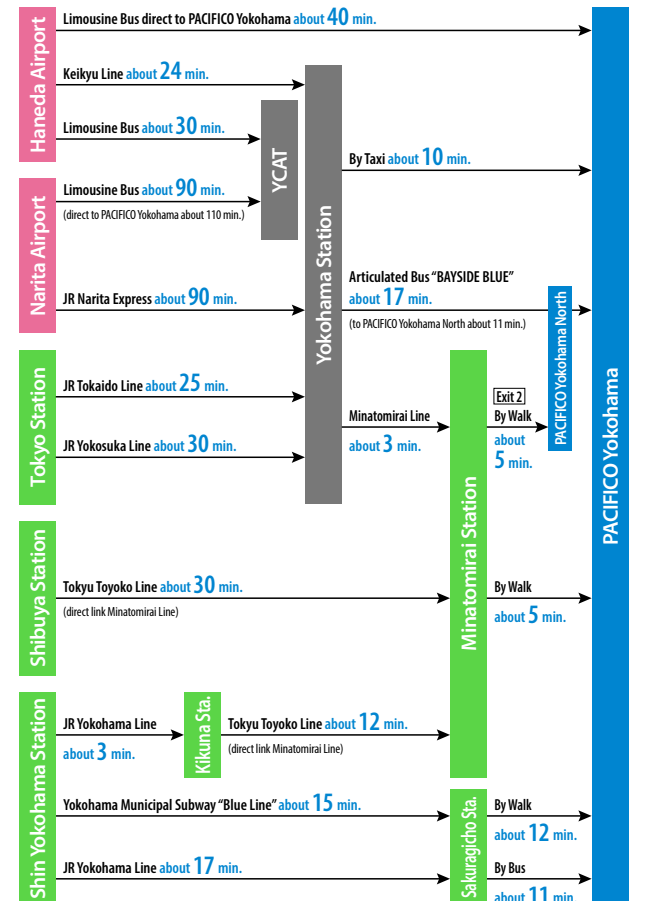 Haneda Airport
Limousine Bus direct to PACIFICO Yokohama about 40 min.
Keikyu Line about 24 min.
Limousine Bus about 30 min.
YCAT
Yokohama Station
By Taxi about 10 min.
Narita Airport
Limousine Bus about 90 min.
(direct to PACIFICO Yokohama about 110 min.)
JR Narita Express about 90 min.
Articulated Bus “BAYSIDE BLUE”
about 17 min.
(to PACIFICO Yokohama North about 11 min.)
PACIFICO Yokohama North
PACIFICO Yokohama
Tokyo Station
JR Tokaido Line about 25 min.
JR Yokosuka Line about 30 min.
Minatomirai Line
about 3 min.
Minatomirai Station
Exit 2
By Walk
about
5 min.
Shibuya Station
Tokyu Toyoko Line about 30 min.
(direct link Minatomirai Line)
By Walk
about 5 min.
Shin Yokohama Station
JR Yokohama Line
about 3 min.
Kikuna Sta.
Tokyu Toyoko Line about 12 min.
(direct link Minatomirai Line)
Yokohama Municipal Subway “Blue Line” about 15 min.
Sakuragicho Sta.
By Walk
about 12 min.
JR Yokohama Line about 17 min.
By Bus
about 11 min